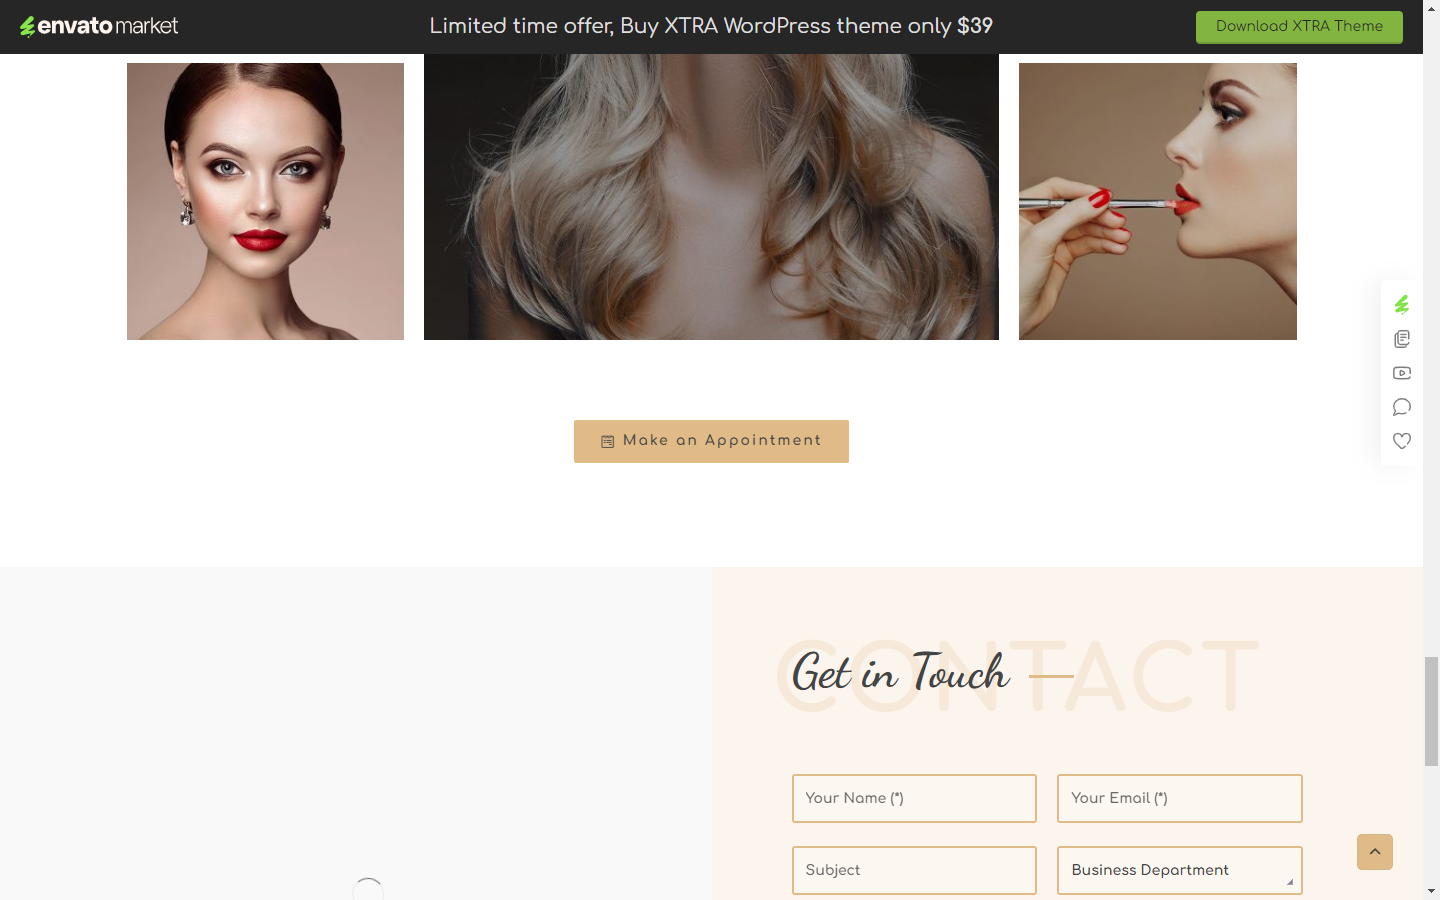 envato market
Limited time offer, Buy XTRA WordPress theme only $39
Download XTRA Theme
Make an Appointment
CONTACT
Get in Touch
Your Name (*)
Your Email (*)
Subject
Business Department